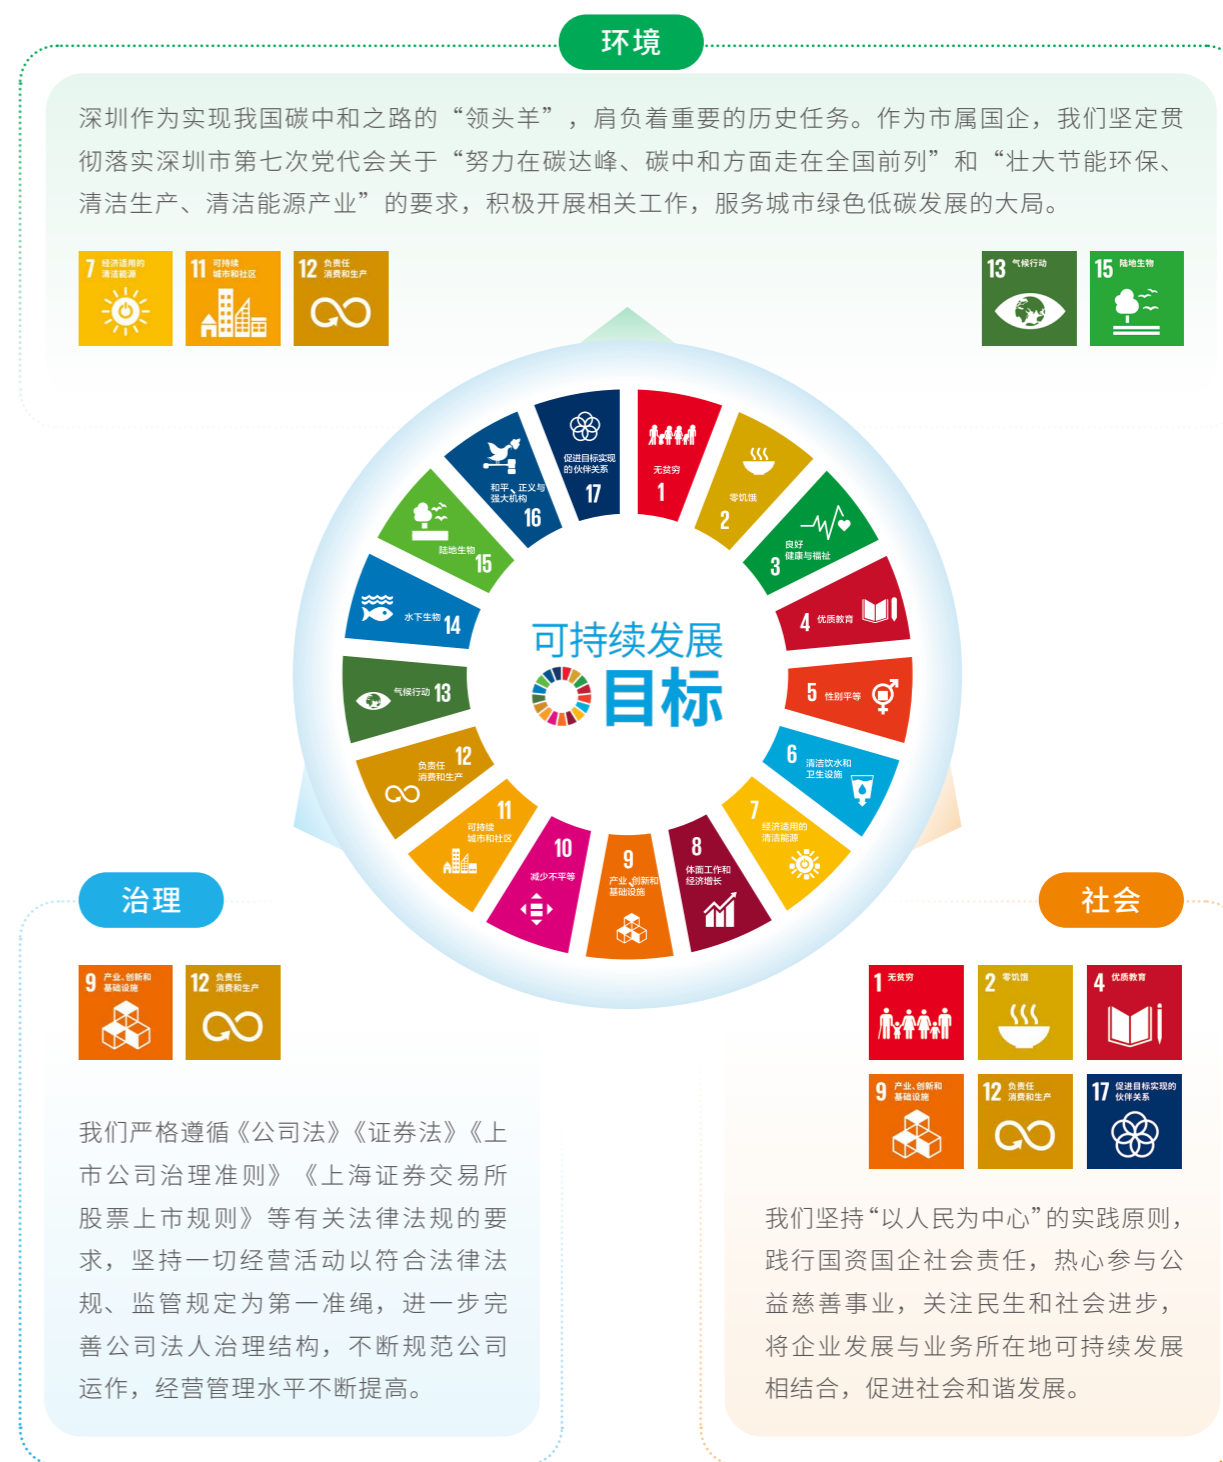 环境
深圳作为实现我国碳中和之路的“领头羊”，肩负着重要的历史任务。作为市属国企，我们坚定贯
彻落实深圳市第七次党代会关于“努力在碳达峰、碳中和方面走在全国前列”和“壮大节能环保、
清洁生产、清洁能源产业”的要求，积极开展相关工作，服务城市绿色低碳发展的大局。
7 经济适用的
清洁能源
11 可持续
城市和社区
12 负责任
消费和生产
13 气候行动
15 陆地生物
无贫穷
1
零饥饿
2
良好
健康与福祉
3
4 优质教育
5 性别平等
6 清洁饮水和
卫生设施
7
经济适用的
清洁能源
8
体面工作和
经济增长
9
产业、创新和
基础设施
10
减少不平等
11
可持续
城市和社区
12
负责任
消费和生产
气候行动 13
水下生物 14
陆地生物
15
和平、正义与
强大机构
16
促进目标实现
的伙伴关系
17
可持续发展
目标
治理
9 产业、创新和
基础设施
12 负责任
消费和生产
我们严格遵循《公司法》《证券法》《上
市公司治理准则》《上海证券交易所
股票上市规则》等有关法律法规的要
求，坚持一切经营活动以符合法律法
规、监管规定为第一准绳，进一步完
善公司法人治理结构，不断规范公司
运作，经营管理水平不断提高。
社会
1 无贫穷
2 零饥饿
4 优质教育
9 产业、创新和
基础设施
12 负责任
消费和生产
17 促进目标实现的
伙伴关系
我们坚持“以人民为中心”的实践原则，
践行国资国企社会责任，热心参与公
益慈善事业，关注民生和社会进步，
将企业发展与业务所在地可持续发展
相结合，促进社会和谐发展。